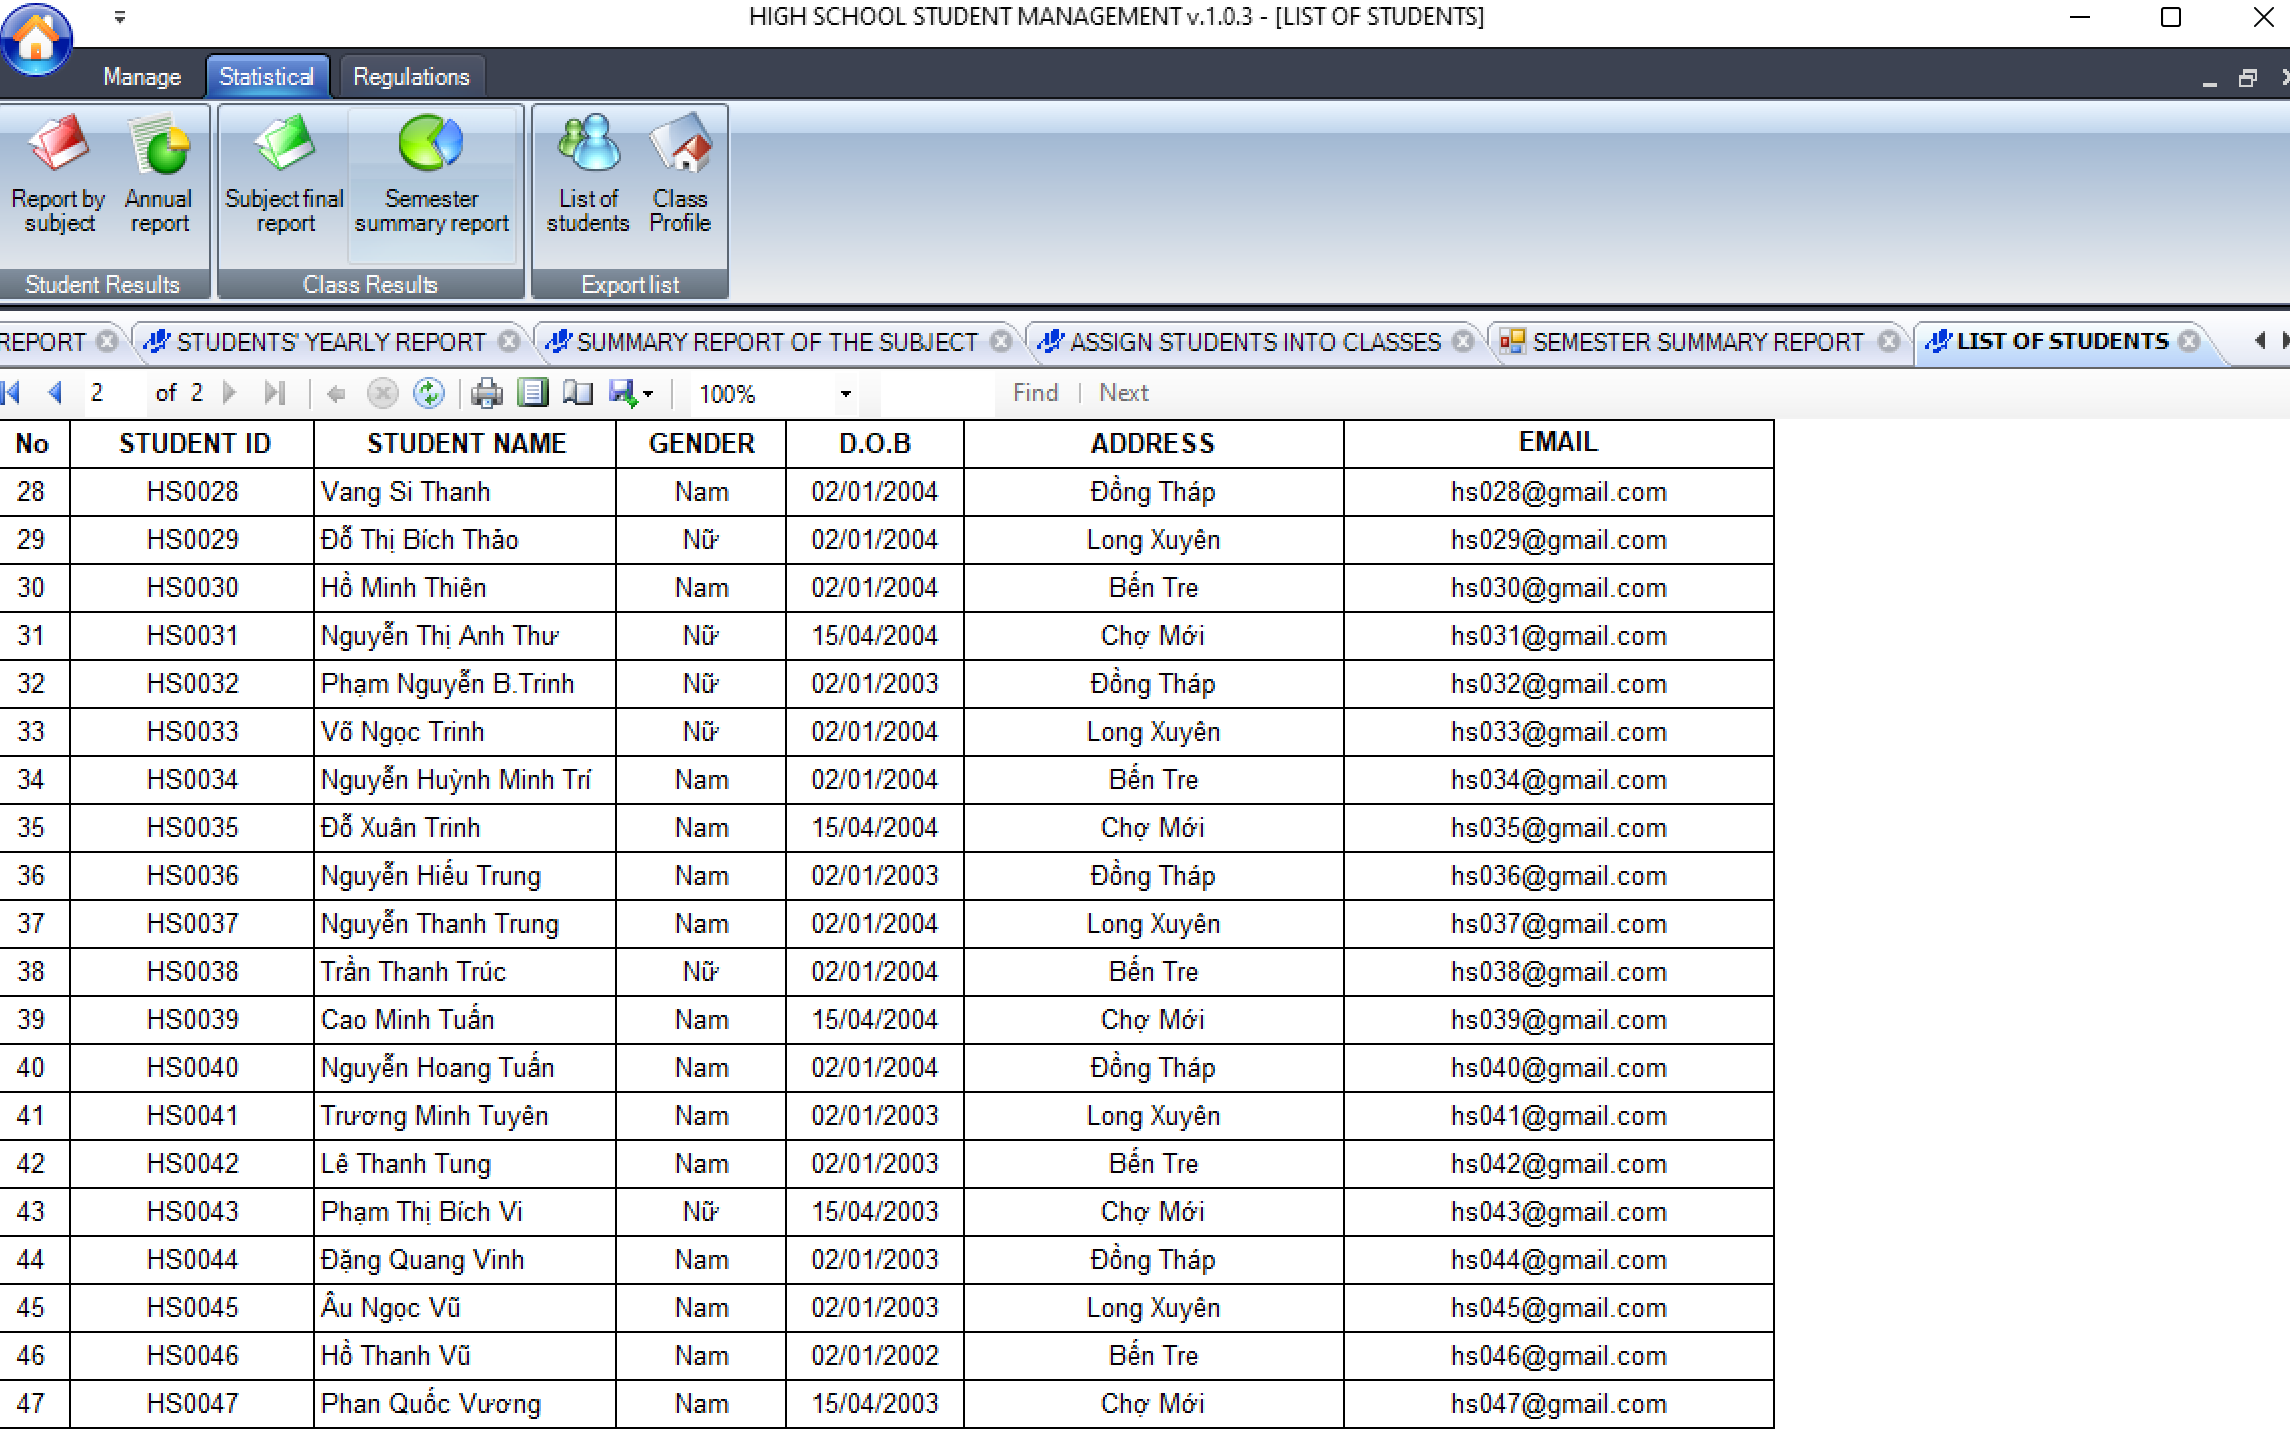 HIGH SCHOOL STUDENT MANAGEMENT v.1.0.3 - [LIST OF STUDENTS]
Manage Statistical Regulations
Report by subject Annual report Subject final report Semester summary report List of students Class Profile
Student Results Class Results Export list
REPORT STUDENTS' YEARLY REPORT SUMMARY REPORT OF THE SUBJECT ASSIGN STUDENTS INTO CLASSES SEMESTER SUMMARY REPORT LIST OF STUDENTS
2 of 2 100% Find | Next
No STUDENT ID STUDENT NAME GENDER D.O.B ADDRESS EMAIL
28 HS0028 Vang Si Thanh Nam 02/01/2004 Đồng Tháp hs028@gmail.com
29 HS0029 Đỗ Thị Bích Thảo Nữ 02/01/2004 Long Xuyên hs029@gmail.com
30 HS0030 Hồ Minh Thiên Nam 02/01/2004 Bến Tre hs030@gmail.com
31 HS0031 Nguyễn Thị Anh Thư Nữ 15/04/2004 Chợ Mới hs031@gmail.com
32 HS0032 Phạm Nguyễn B.Trinh Nữ 02/01/2003 Đồng Tháp hs032@gmail.com
33 HS0033 Võ Ngọc Trinh Nữ 02/01/2004 Long Xuyên hs033@gmail.com
34 HS0034 Nguyễn Huỳnh Minh Trí Nam 02/01/2004 Bến Tre hs034@gmail.com
35 HS0035 Đỗ Xuân Trinh Nam 15/04/2004 Chợ Mới hs035@gmail.com
36 HS0036 Nguyễn Hiếu Trung Nam 02/01/2003 Đồng Tháp hs036@gmail.com
37 HS0037 Nguyễn Thanh Trung Nam 02/01/2004 Long Xuyên hs037@gmail.com
38 HS0038 Trần Thanh Trúc Nữ 02/01/2004 Bến Tre hs038@gmail.com
39 HS0039 Cao Minh Tuấn Nam 15/04/2004 Chợ Mới hs039@gmail.com
40 HS0040 Nguyễn Hoang Tuấn Nam 02/01/2004 Đồng Tháp hs040@gmail.com
41 HS0041 Trương Minh Tuyên Nam 02/01/2003 Long Xuyên hs041@gmail.com
42 HS0042 Lê Thanh Tung Nam 02/01/2003 Bến Tre hs042@gmail.com
43 HS0043 Phạm Thị Bích Vi Nữ 15/04/2003 Chợ Mới hs043@gmail.com
44 HS0044 Đặng Quang Vinh Nam 02/01/2003 Đồng Tháp hs044@gmail.com
45 HS0045 Âu Ngọc Vũ Nam 02/01/2003 Long Xuyên hs045@gmail.com
46 HS0046 Hồ Thanh Vũ Nam 02/01/2002 Bến Tre hs046@gmail.com
47 HS0047 Phan Quốc Vương Nam 15/04/2003 Chợ Mới hs047@gmail.com